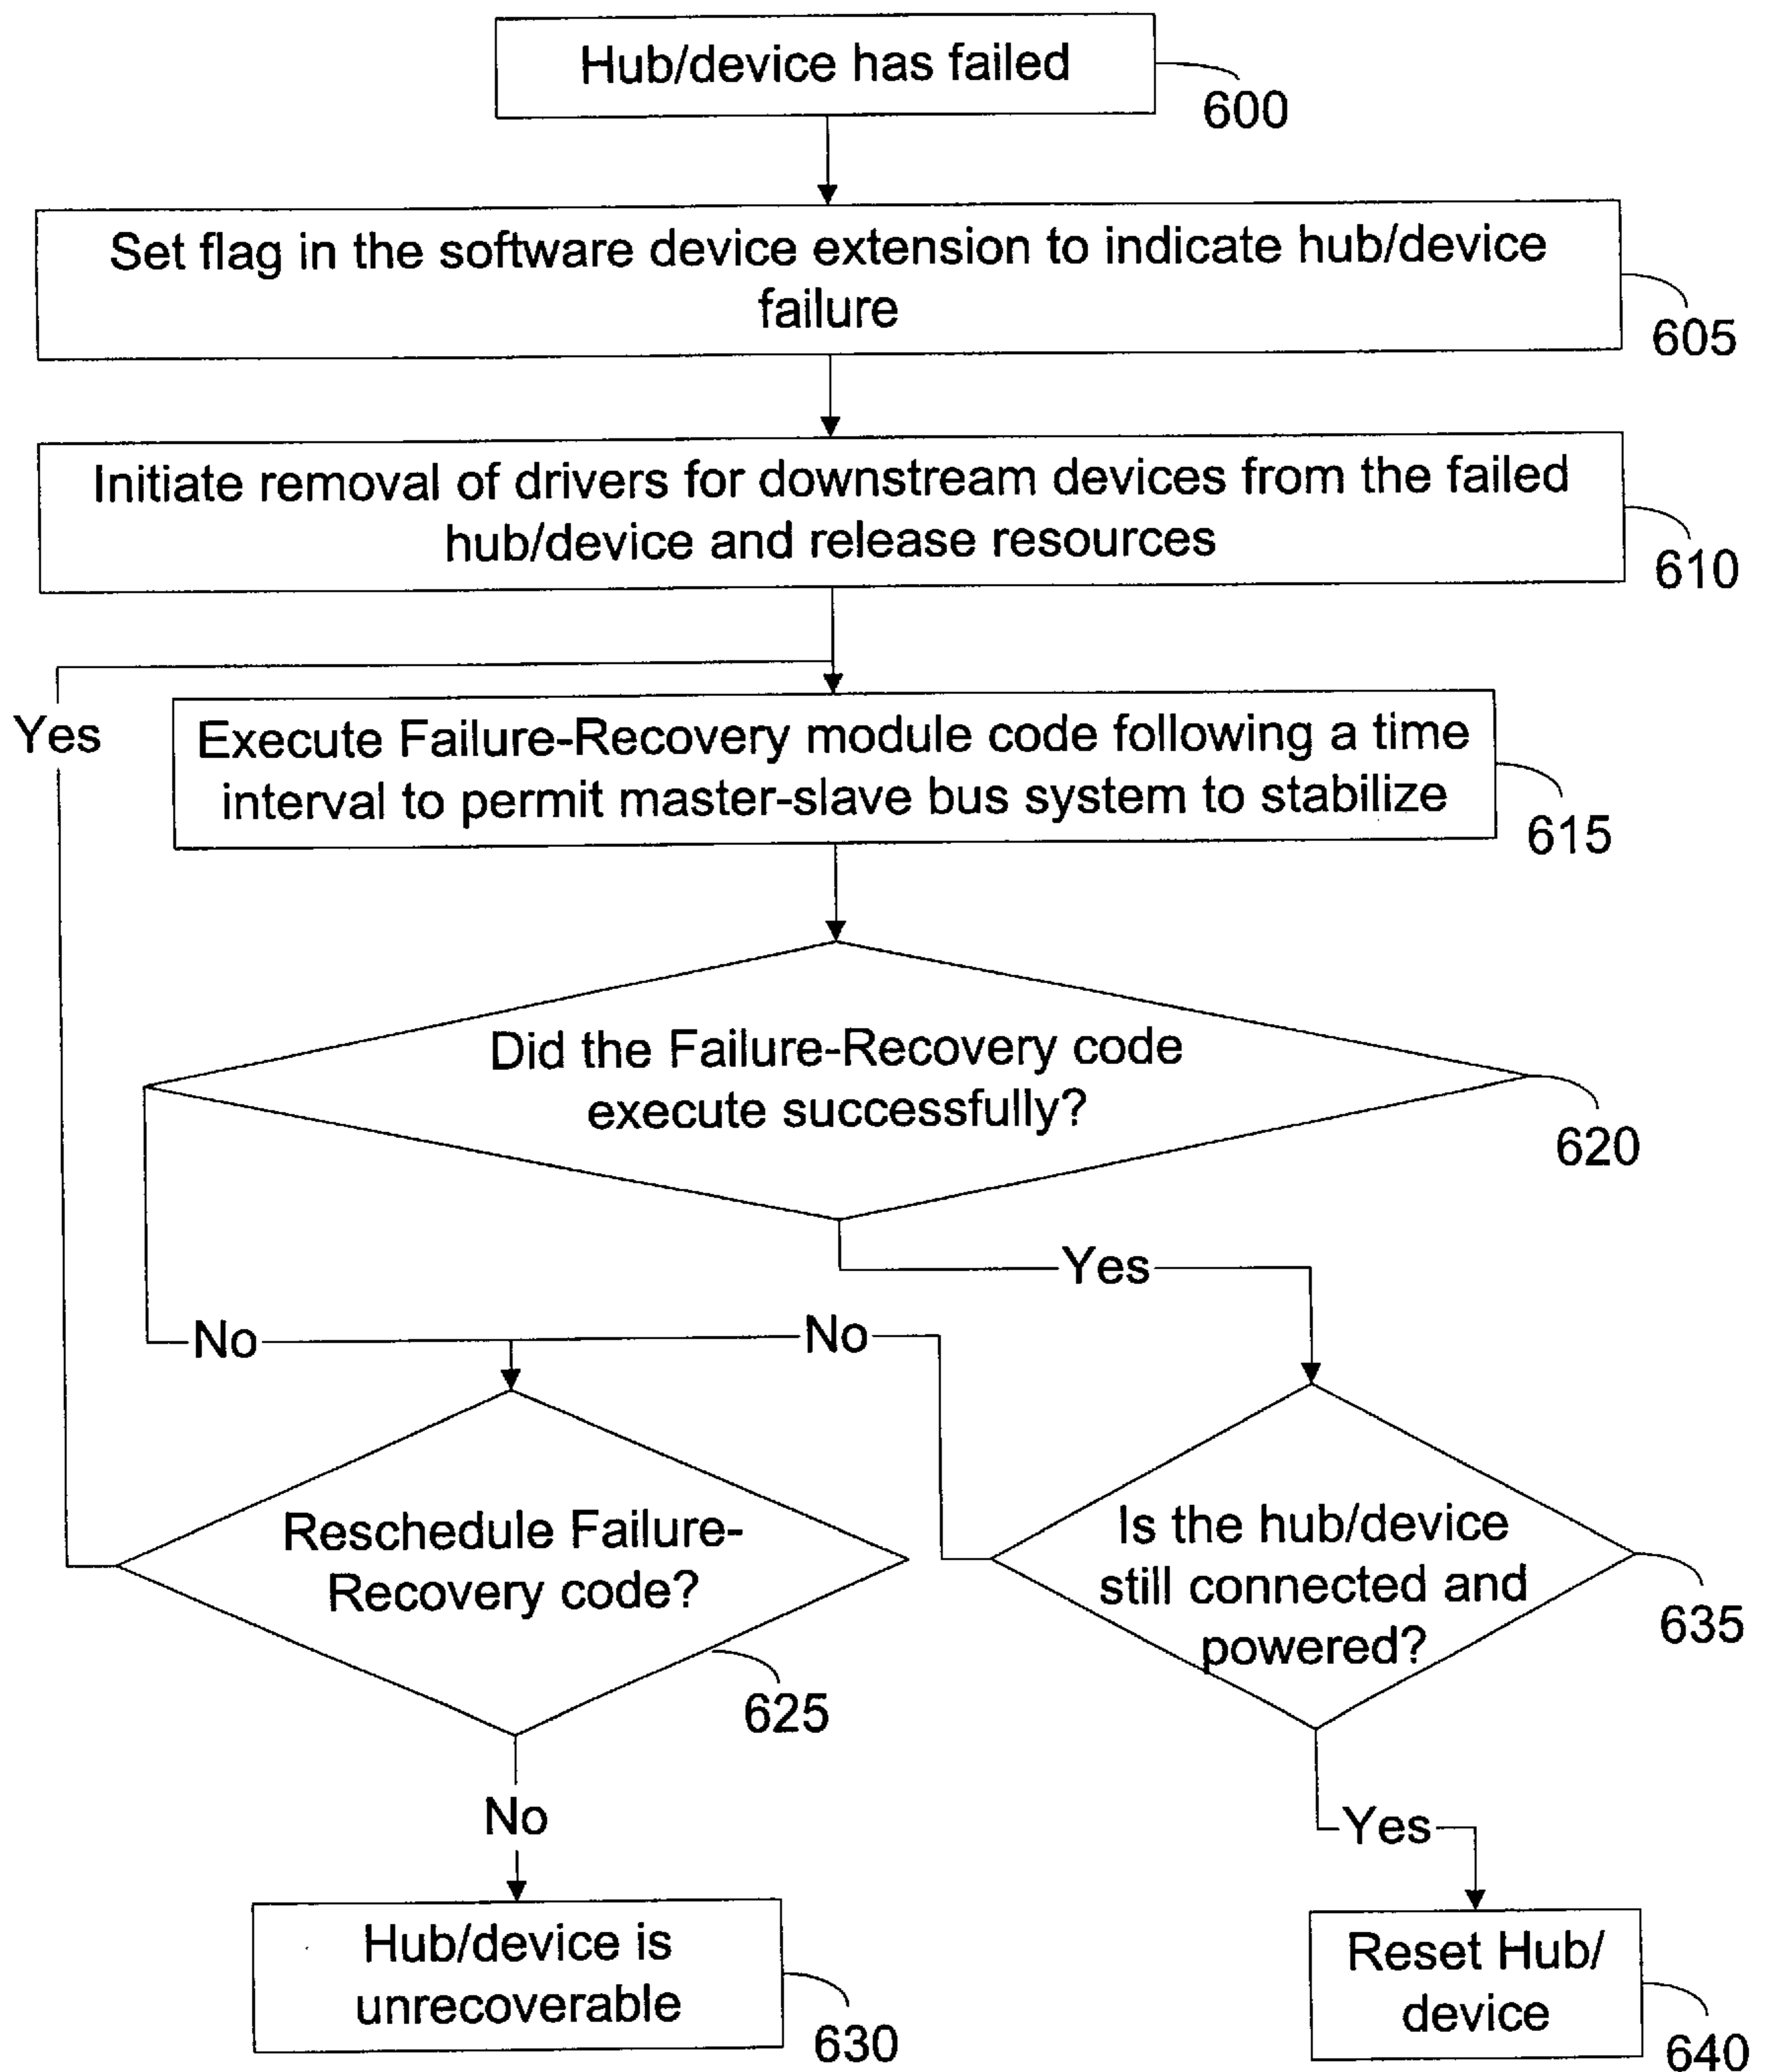 Hub/device has failed
600
Set flag in the software device extension to indicate hub/device
failure
605
Initiate removal of drivers for downstream devices from the failed
hub/device and release resources
610
Yes
Execute Failure-Recovery module code following a time
interval to permit master-slave bus system to stabilize
615
Did the Failure-Recovery code
execute successfully?
620
Yes
No
No
Reschedule Failure-
Recovery code?
625
Is the hub/device
still connected and
powered?
635
No
Yes
Hub/device is
unrecoverable
630
Reset Hub/
device
640